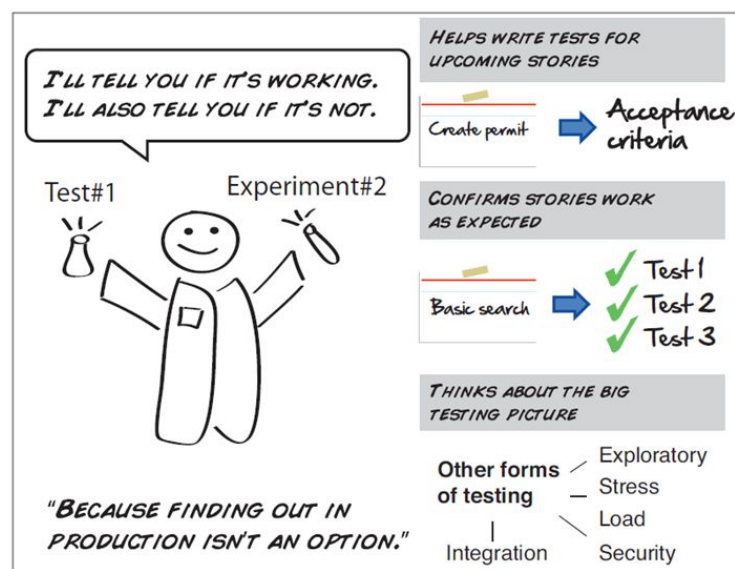 I'LL TELL YOU IF IT'S WORKING.
I'LL ALSO TELL YOU IF IT'S NOT.
Test#1
Experiment#2
"BECAUSE FINDING OUT IN
PRODUCTION ISN'T AN OPTION."
HELPS WRITE TESTS FOR
UPCOMING STORIES
Create permit
Acceptance
criteria
CONFIRMS STORIES WORK
AS EXPECTED
Basic search
Test 1
Test 2
Test 3
THINKS ABOUT THE BIG
TESTING PICTURE
Other forms
of testing
Exploratory
Stress
Load
Security
Integration